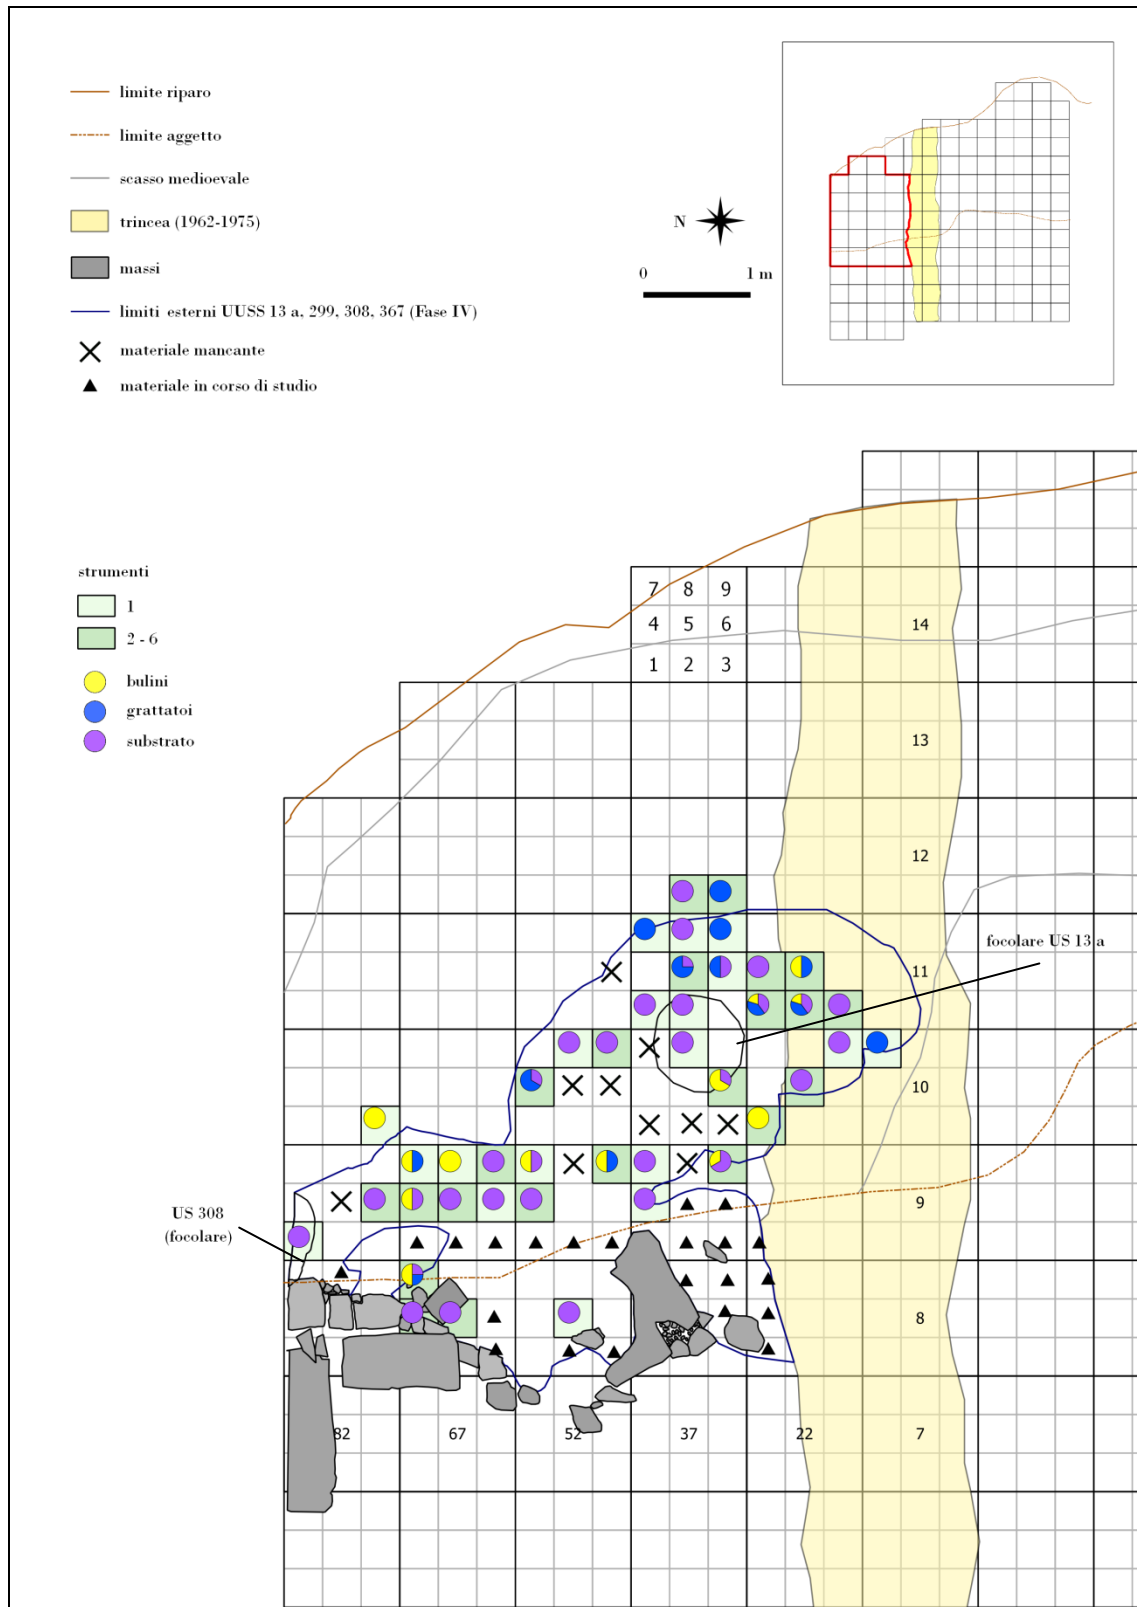 limite riparo
limite aggetto
scasso medioevale
trincea (1962-1975)
massi
limiti esterni UUSS 13 a, 299, 308, 367 (Fase IV)
materiale mancante
materiale in corso di studio
N
0 1 m
strumenti
1
2 - 6
bulini
grattatoi
substrato
7 8 9
4 5 6
1 2 3
14
13
12
focolare US 13 a
11
10
9
US 308
(focolare)
8
82 67 52 37 22 7